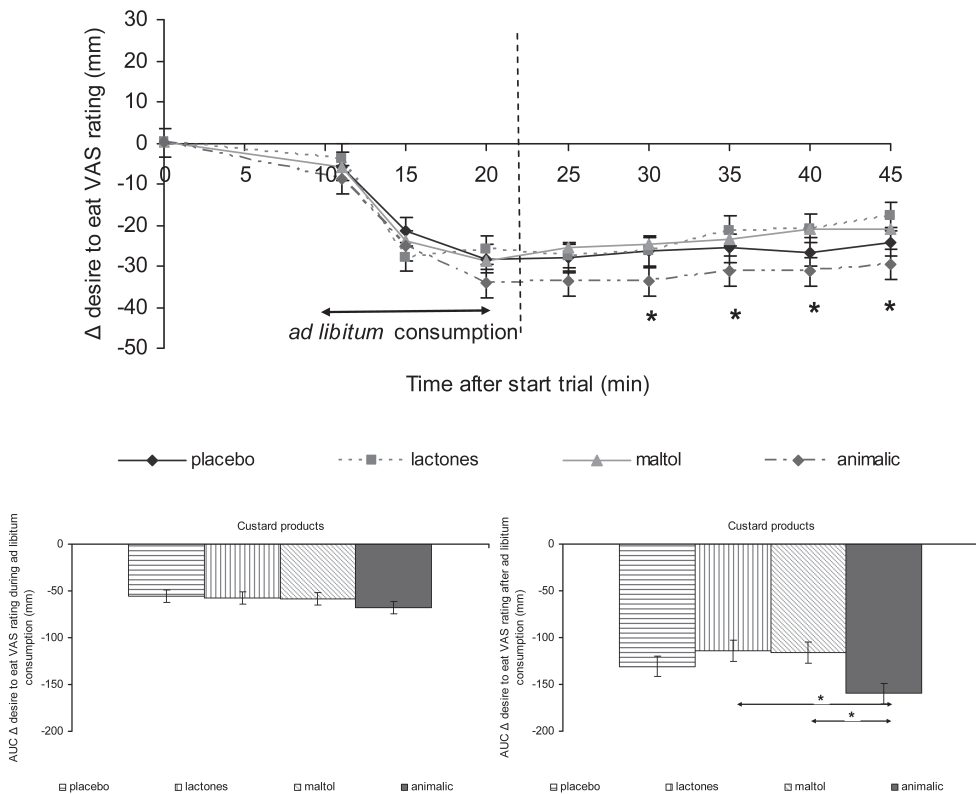 Δ desire to eat VAS rating (mm)
30
20
10
0
-10
-20
-30
-40
-50
0
5
10
15
20
25
30
35
40
45
*
*
*
*
ad libitum consumption
Time after start trial (min)
placebo
lactones
maltol
animalic
AUC Δ desire to eat VAS rating during ad libitum
consumption (mm)
Custard products
0
-50
-100
-150
-200
placebo
lactones
maltol
animalic
AUC Δ desire to eat VAS rating after ad libitum
consumption (mm)
Custard products
0
-50
-100
-150
-200
*
*
placebo
lactones
maltol
animalic